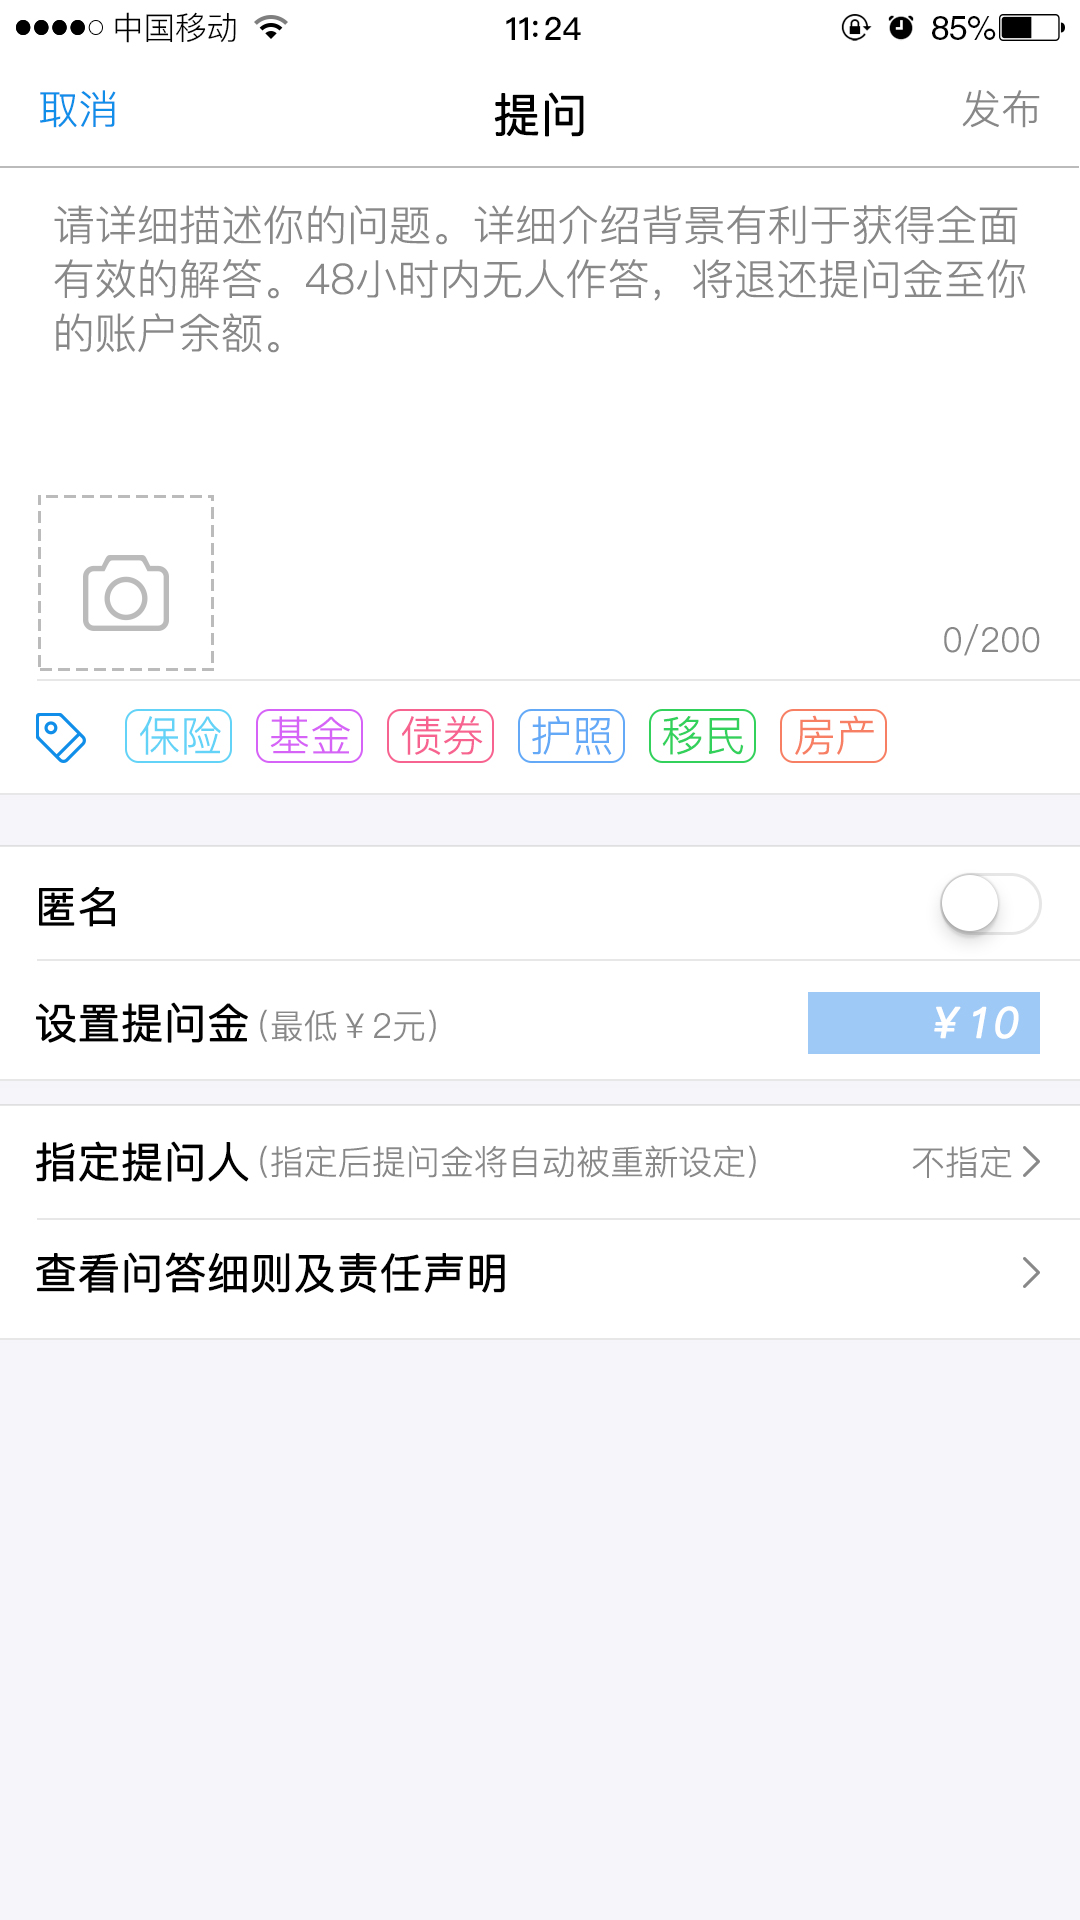 中国移动 11:24 85%
取消 提问 发布
请详细描述你的问题。详细介绍背景有利于获得全面
有效的解答。48小时内无人作答，将退还提问金至你
的账户余额。
0/200
保险 基金 债券 护照 移民 房产
匿名
设置提问金(最低￥2元) ￥10
指定提问人(指定后提问金将自动被重新设定) 不指定
查看问答细则及责任声明